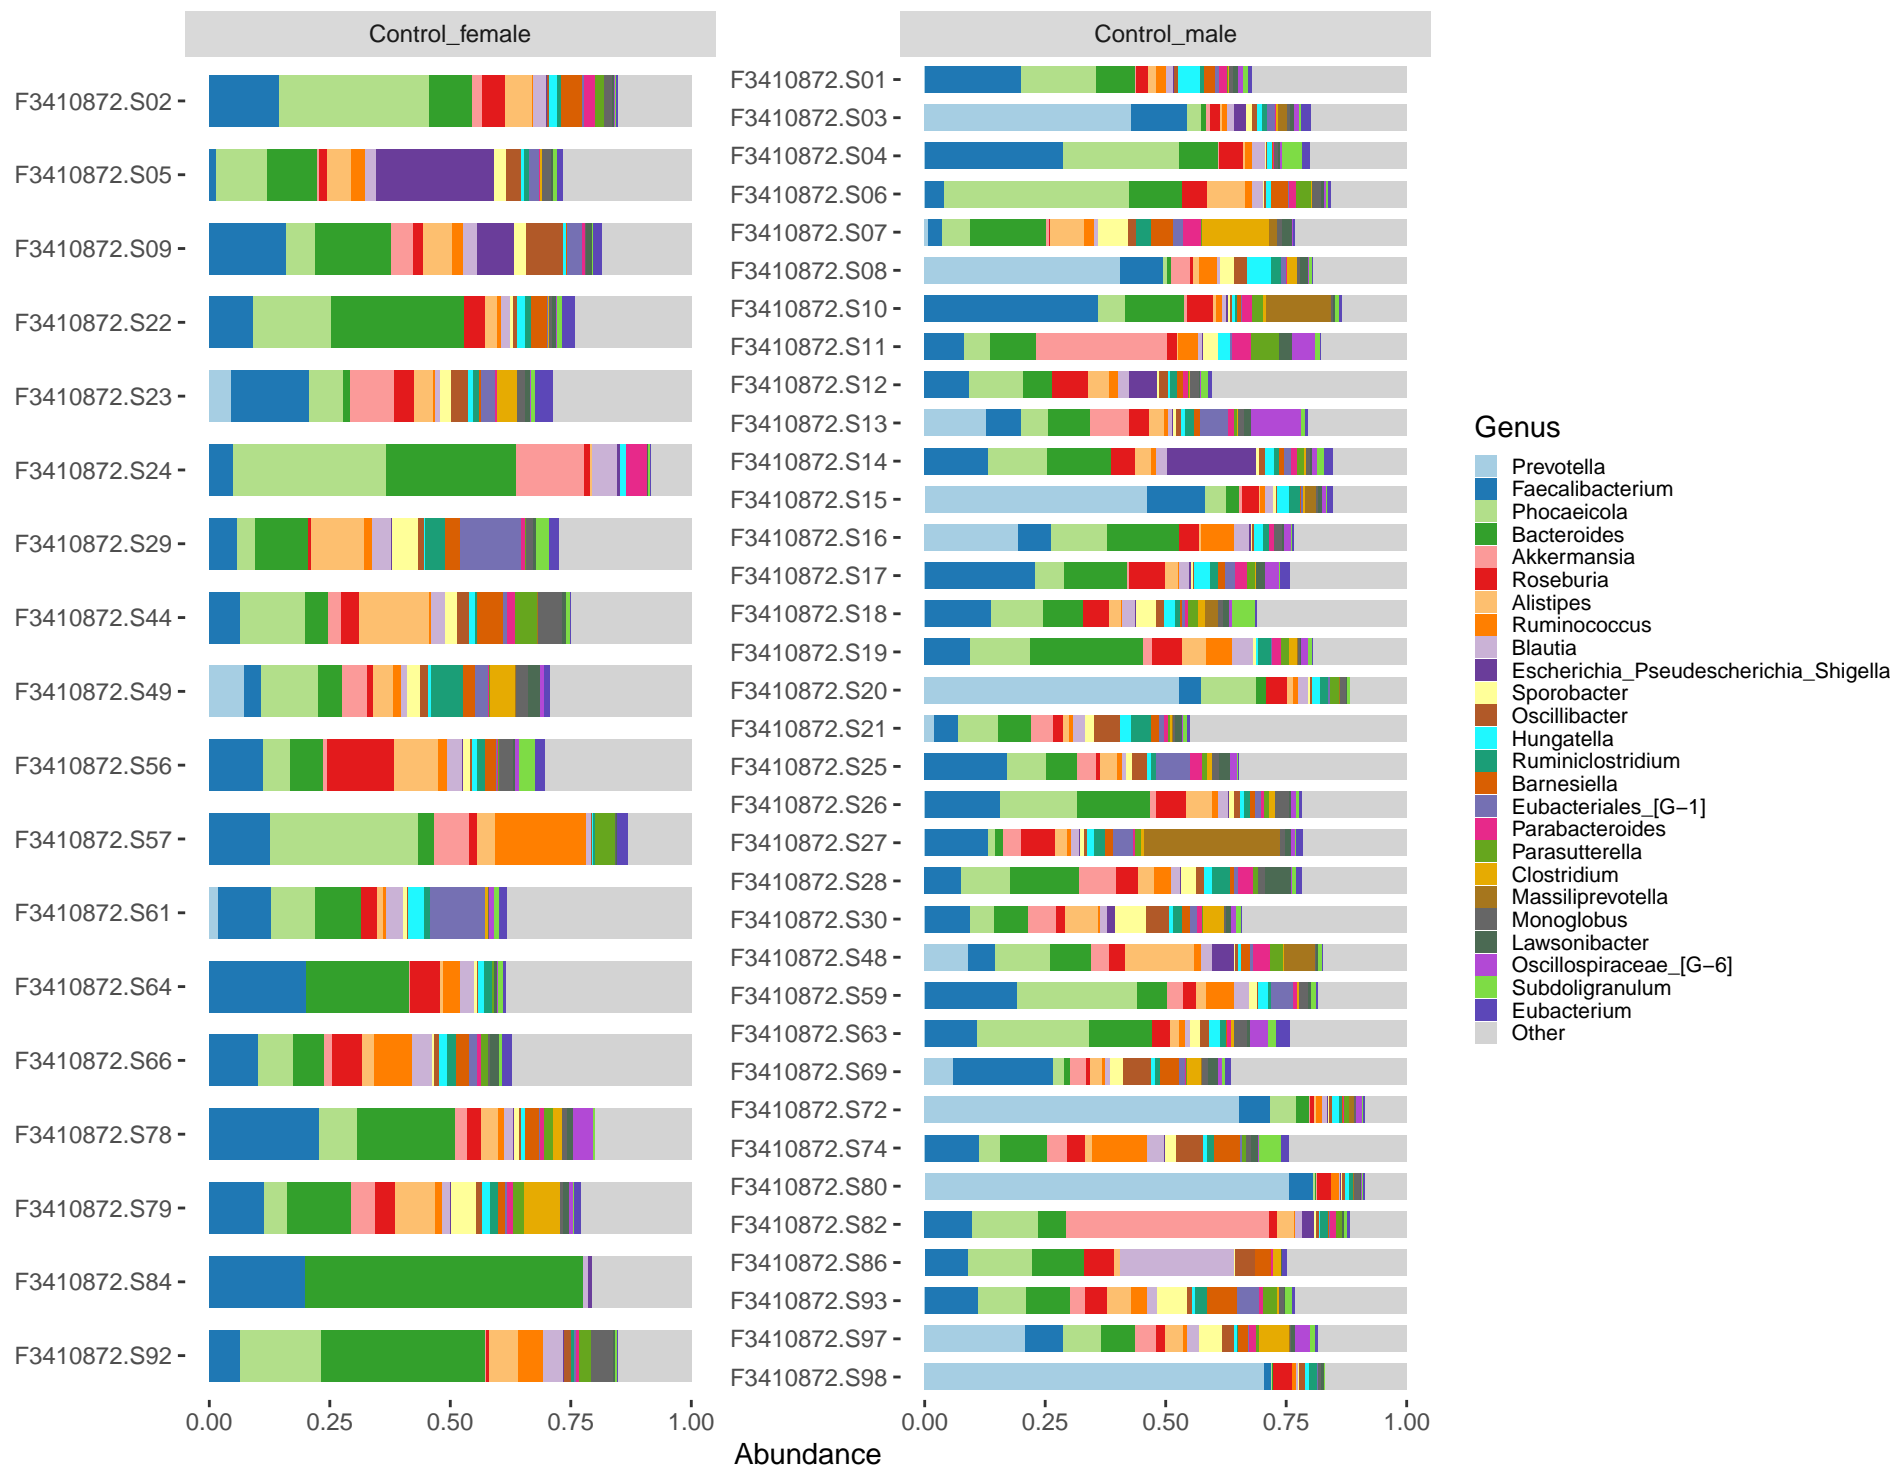 Control_female
Control_male
F3410872.S02
F3410872.S05
F3410872.S09
F3410872.S22
F3410872.S23
F3410872.S24
F3410872.S29
F3410872.S44
F3410872.S49
F3410872.S56
F3410872.S57
F3410872.S61
F3410872.S64
F3410872.S66
F3410872.S78
F3410872.S79
F3410872.S84
F3410872.S92
0.00 0.25 0.50 0.75 1.00
F3410872.S01
F3410872.S03
F3410872.S04
F3410872.S06
F3410872.S07
F3410872.S08
F3410872.S10
F3410872.S11
F3410872.S12
F3410872.S13
F3410872.S14
F3410872.S15
F3410872.S16
F3410872.S17
F3410872.S18
F3410872.S19
F3410872.S20
F3410872.S21
F3410872.S25
F3410872.S26
F3410872.S27
F3410872.S28
F3410872.S30
F3410872.S48
F3410872.S59
F3410872.S63
F3410872.S69
F3410872.S72
F3410872.S74
F3410872.S80
F3410872.S82
F3410872.S86
F3410872.S93
F3410872.S97
F3410872.S98
0.00 0.25 0.50 0.75 1.00
Abundance
Genus
Prevotella
Faecalibacterium
Phocaeicola
Bacteroides
Akkermansia
Roseburia
Alistipes
Ruminococcus
Blautia
Escherichia_Pseudescherichia_Shigella
Sporobacter
Oscillibacter
Hungatella
Ruminiclostridium
Barnesiella
Eubacteriales_[G−1]
Parabacteroides
Parasutterella
Clostridium
Massiliprevotella
Monoglobus
Lawsonibacter
Oscillospiraceae_[G−6]
Subdoligranulum
Eubacterium
Other